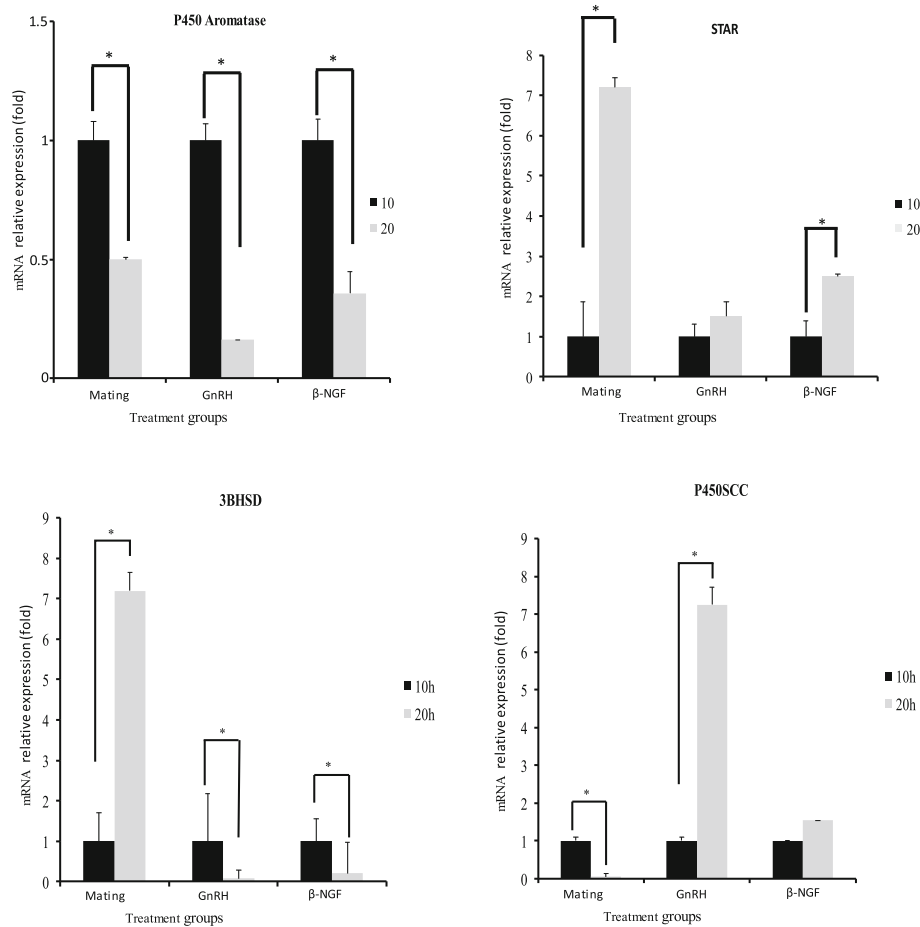 P450 Aromatase
1.5
1
0.5
0
mRNA relative expression (fold)
*
*
*
10
20
Mating
GnRH
β-NGF
Treatment groups
STAR
8
7
6
5
4
3
2
1
0
mRNA relative expression (fold)
*
*
10
20
Mating
GnRH
β-NGF
Treatment groups
3BHSD
9
8
7
6
5
4
3
2
1
0
mRNA relative expression (fold)
*
*
*
10h
20h
Mating
GnRH
β-NGF
Treatment groups
P450SCC
9
8
7
6
5
4
3
2
1
0
mRNA relative expression (fold)
*
*
10h
20h
Mating
GnRH
β-NGF
Treatment groups